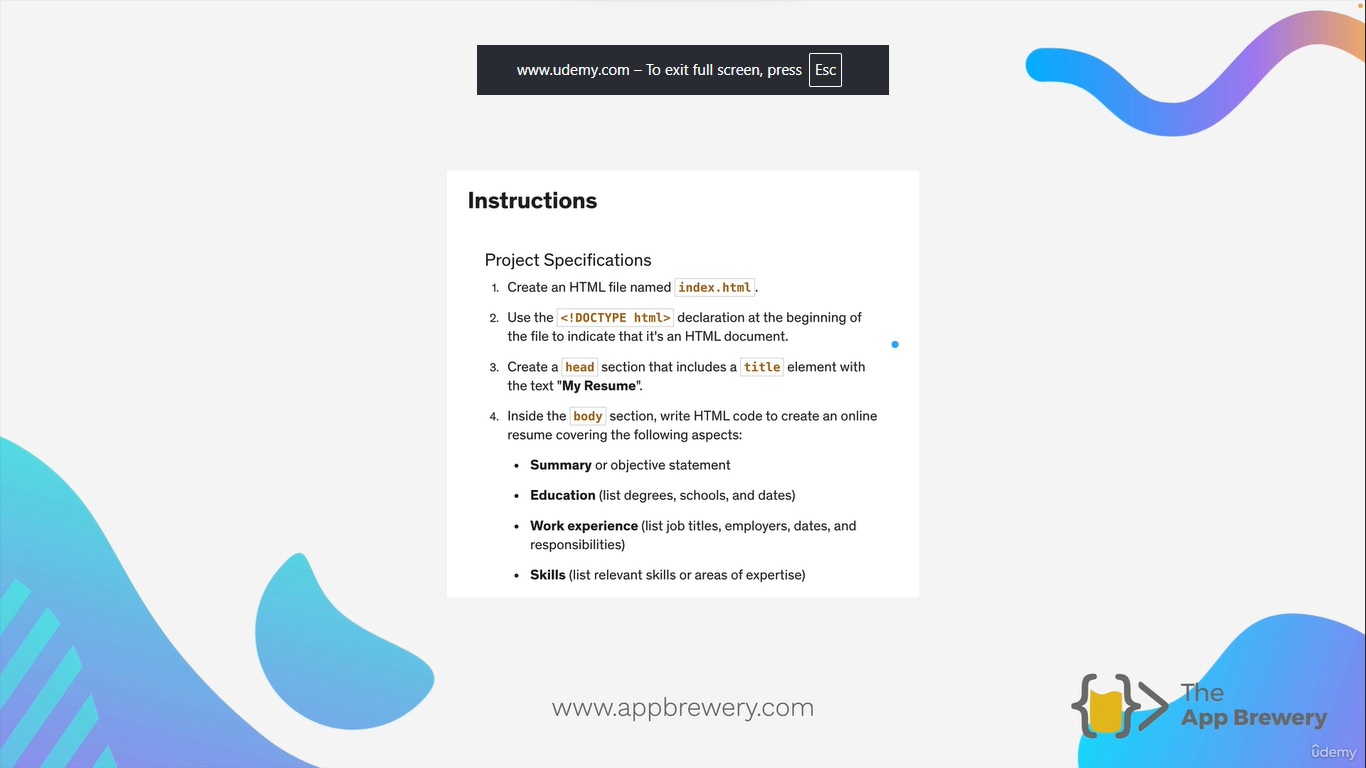 www.udemy.com – To exit full screen, press Esc
Instructions
Project Specifications
1. Create an HTML file named index.html.
2. Use the <!DOCTYPE html> declaration at the beginning of
the file to indicate that it's an HTML document.
3. Create a head section that includes a title element with
the text "My Resume".
4. Inside the body section, write HTML code to create an online
resume covering the following aspects:
• Summary or objective statement
• Education (list degrees, schools, and dates)
• Work experience (list job titles, employers, dates, and
responsibilities)
• Skills (list relevant skills or areas of expertise)
www.appbrewery.com
The
App Brewery
udemy